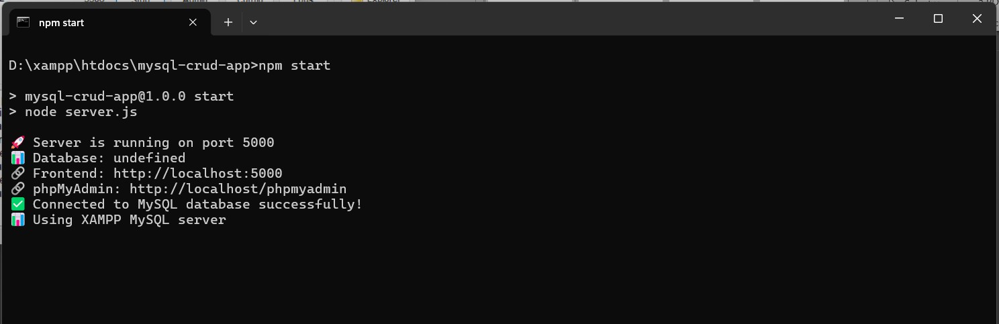 npm start
D:\xampp\htdocs\mysql-crud-app>npm start
> mysql-crud-app@1.0.0 start
> node server.js
🚀 Server is running on port 5000
📊 Database: undefined
🔗 Frontend: http://localhost:5000
🔗 phpMyAdmin: http://localhost/phpmyadmin
✅ Connected to MySQL database successfully!
📊 Using XAMPP MySQL server